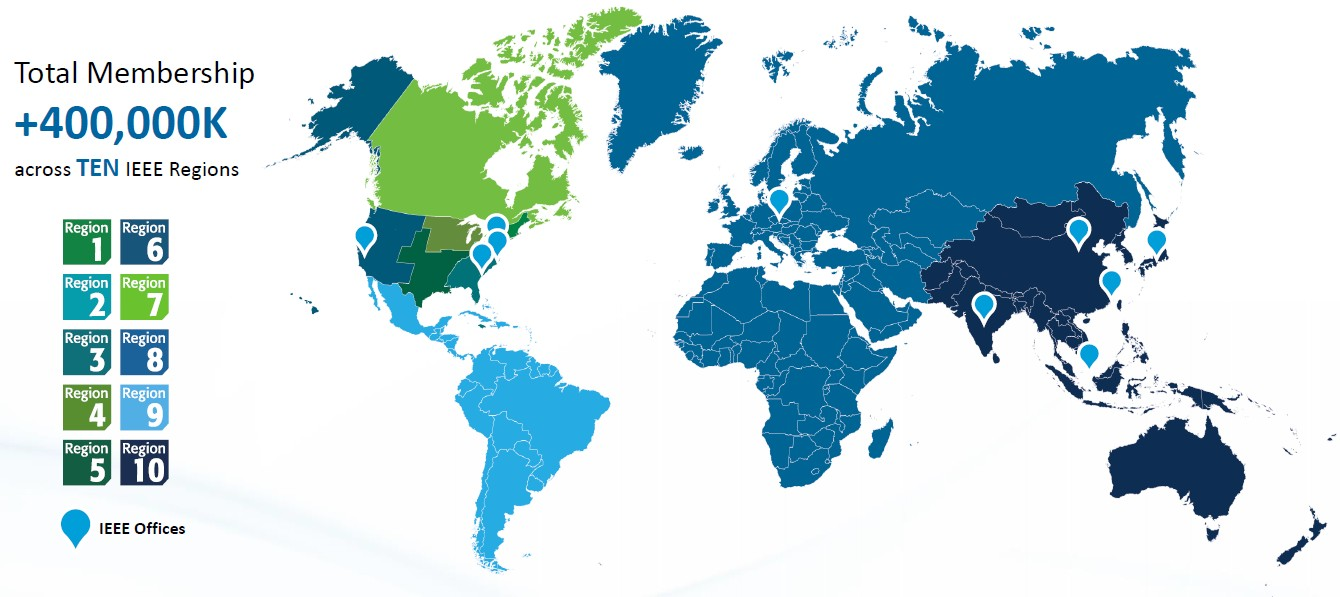 Total Membership
+400,000K
across TEN IEEE Regions
Region
1
Region
6
Region
2
Region
7
Region
3
Region
8
Region
4
Region
9
Region
5
Region
10
IEEE Offices